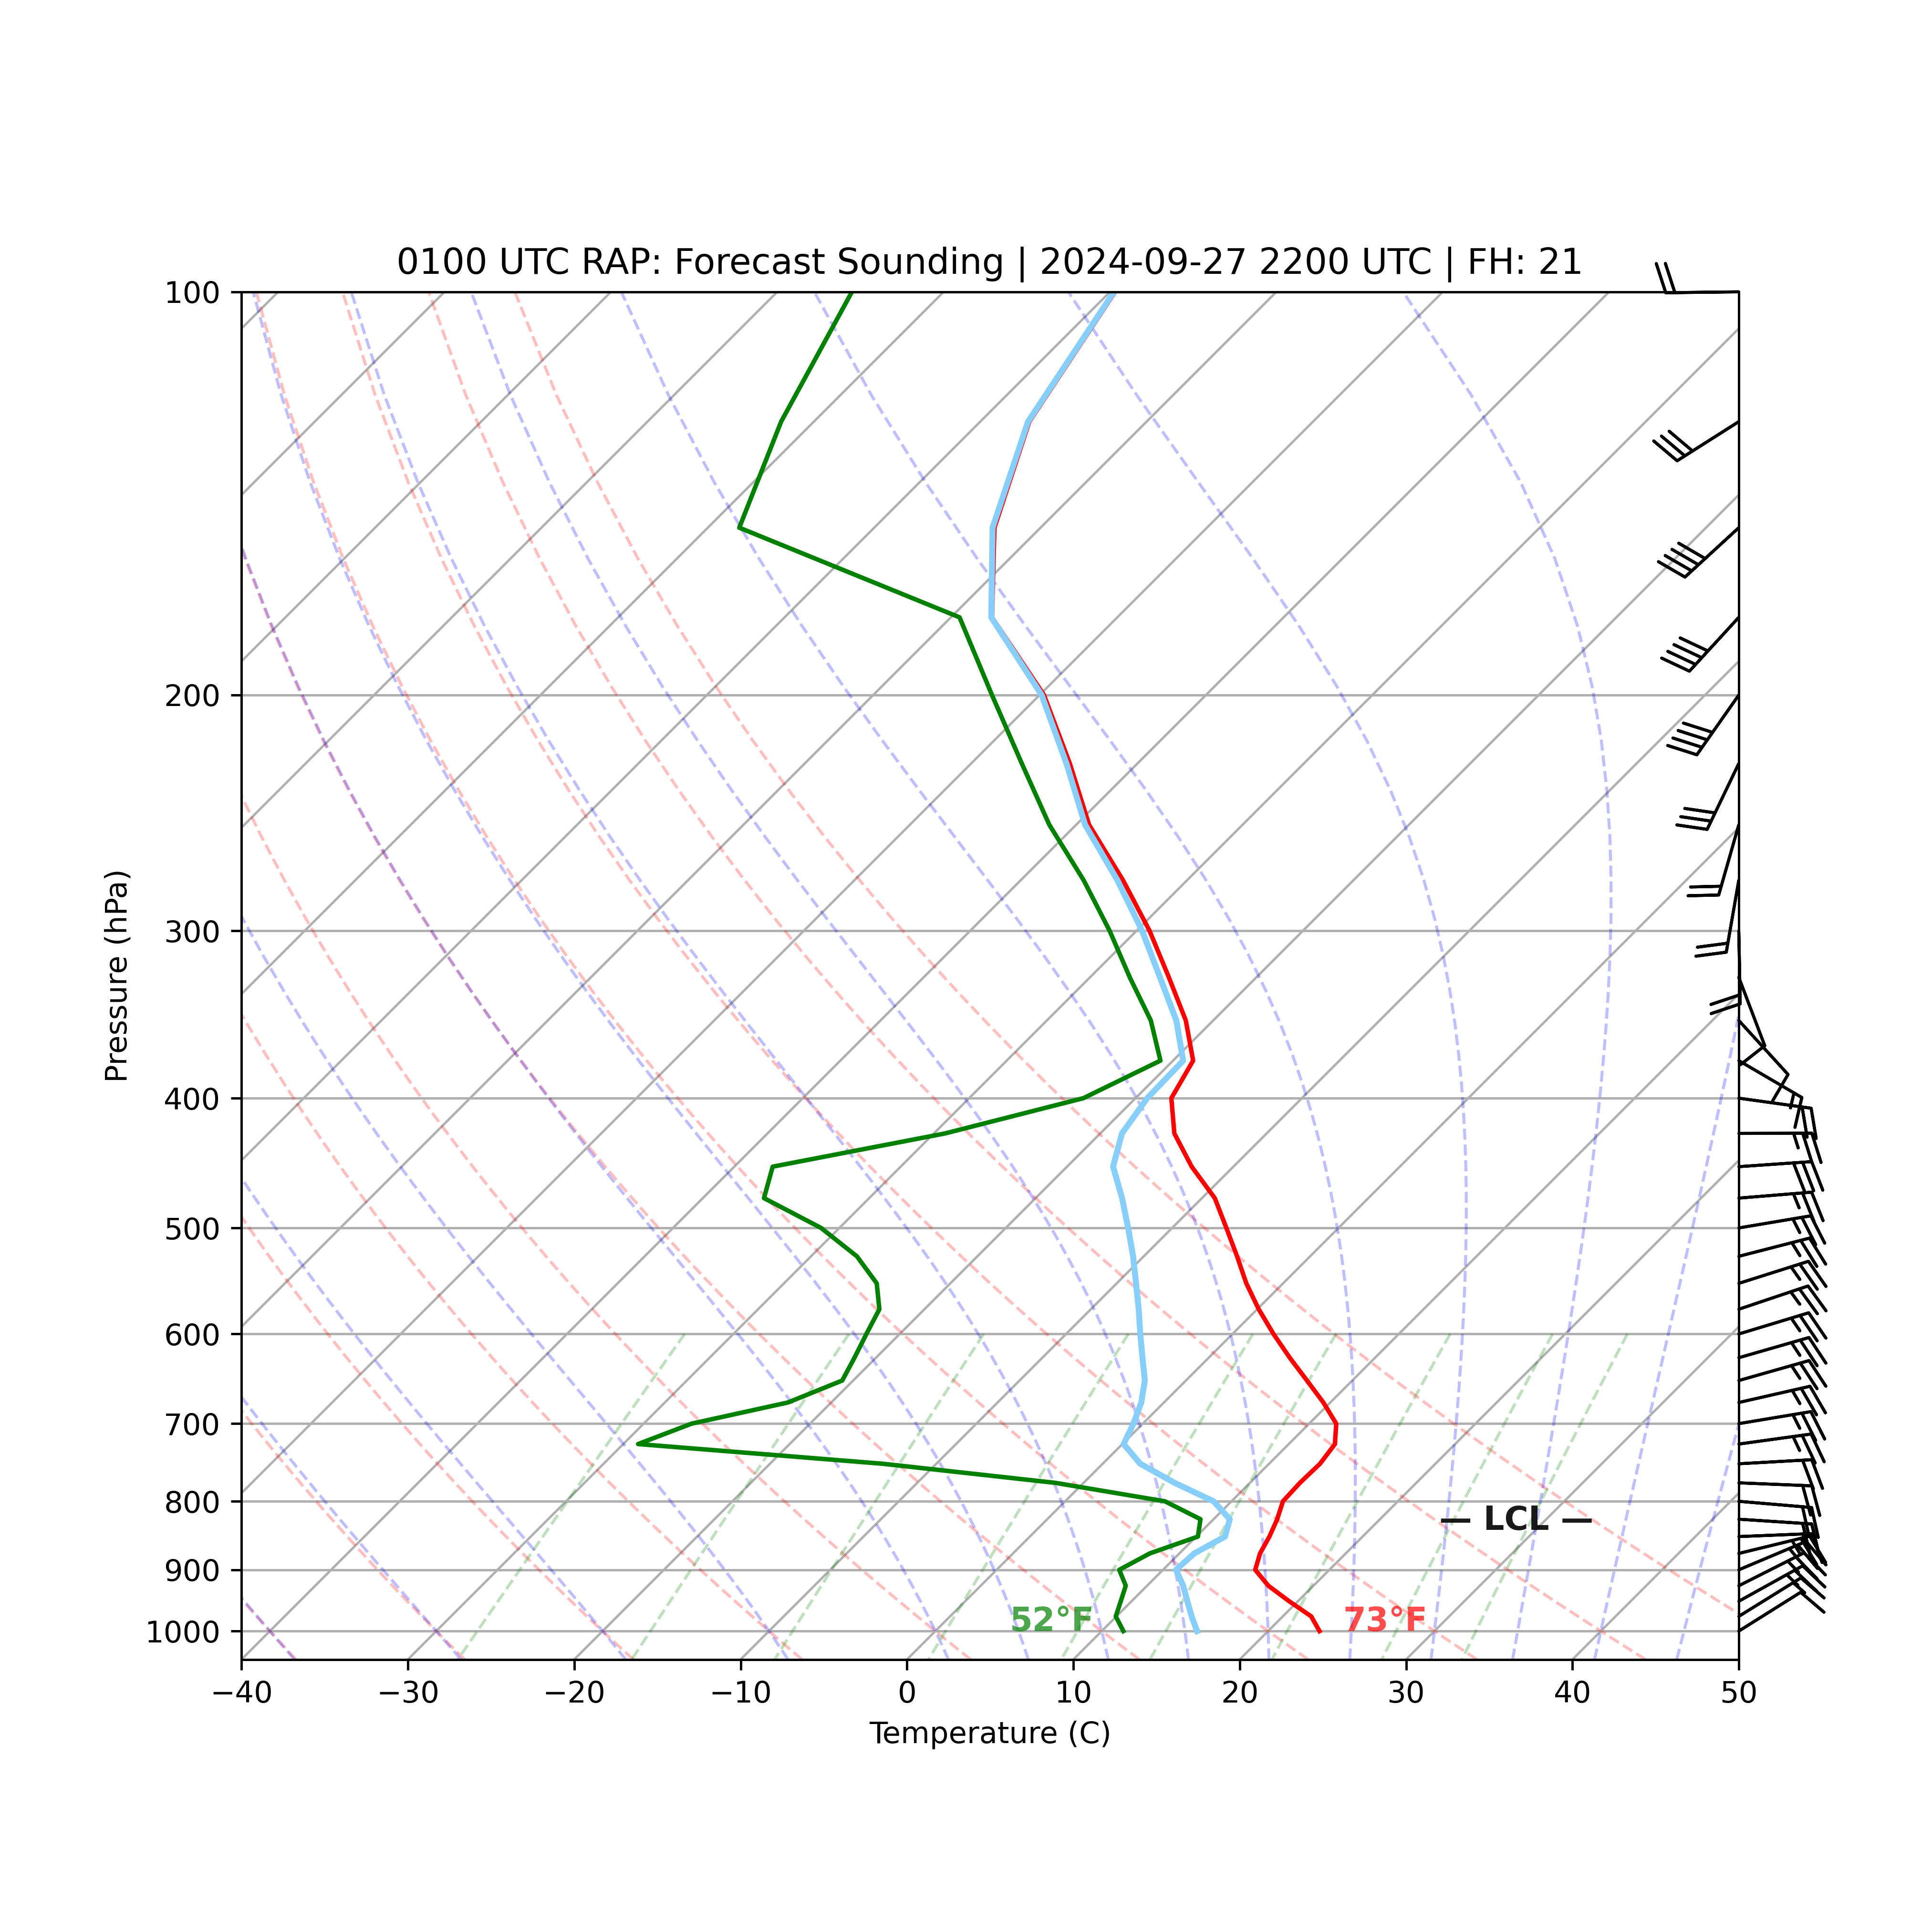 0100 UTC RAP: Forecast Sounding | 2024-09-27 2200 UTC | FH: 21
100
200
300
400
500
600
700
800
900
1000
Pressure (hPa)
— LCL —
52°F
73°F
−40 −30 −20 −10 0 10 20 30 40 50
Temperature (C)